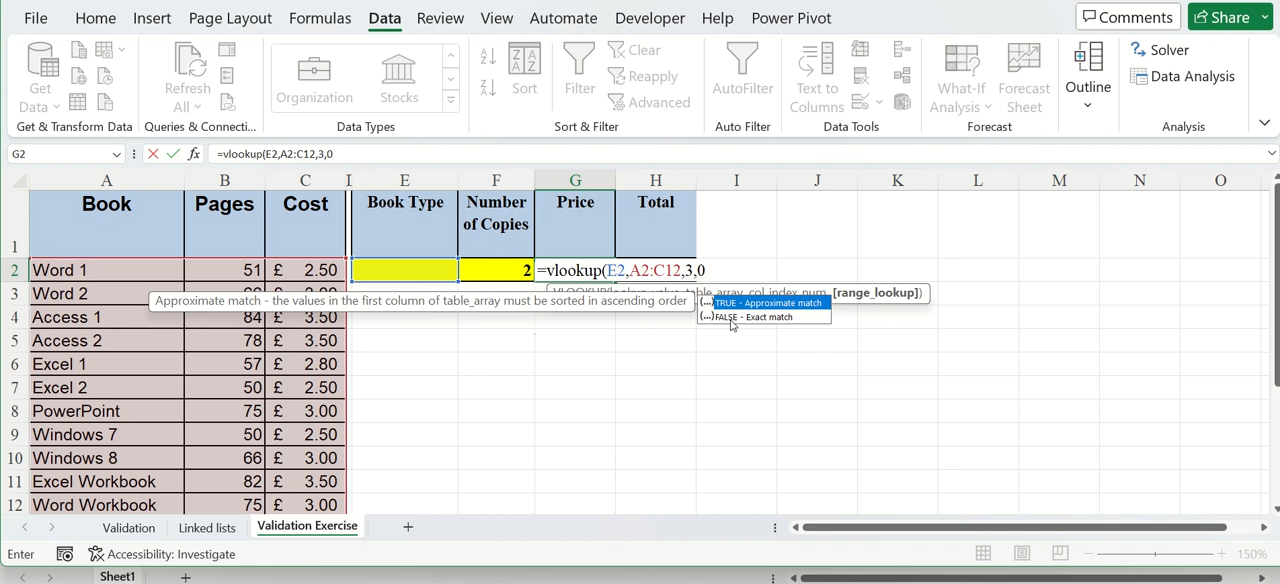 File Home Insert Page Layout Formulas Data Review View Automate Developer Help Power Pivot Comments Share
Get Data
Refresh All
Organization Stocks
Sort
Filter
Clear
Reapply
Advanced
AutoFilter
Text to Columns
What-If Analysis
Forecast Sheet
Outline
Solver
Data Analysis
Get & Transform Data Queries & Connecti... Data Types Sort & Filter Auto Filter Data Tools Forecast Analysis
G2 fx =vlookup(E2,A2:C12,3,0
A B C I E F G H I J K L M N O
1 Book Pages Cost Book Type Number of Copies Price Total
2 Word 1 51 £ 2.50 2 =vlookup(E2,A2:C12,3,0
3 Word 2
[range_lookup])
Approximate match - the values in the first column of table_array must be sorted in ascending order
(...)TRUE - Approximate match
(...)FALSE - Exact match
4 Access 1 84 £ 3.50
5 Access 2 78 £ 3.50
6 Excel 1 57 £ 2.80
7 Excel 2 50 £ 2.50
8 PowerPoint 75 £ 3.00
9 Windows 7 50 £ 2.50
10 Windows 8 66 £ 3.00
11 Excel Workbook 82 £ 3.50
12 Word Workbook 75 £ 3.00
Validation Linked lists Validation Exercise
Enter Accessibility: Investigate 150%
Sheet1